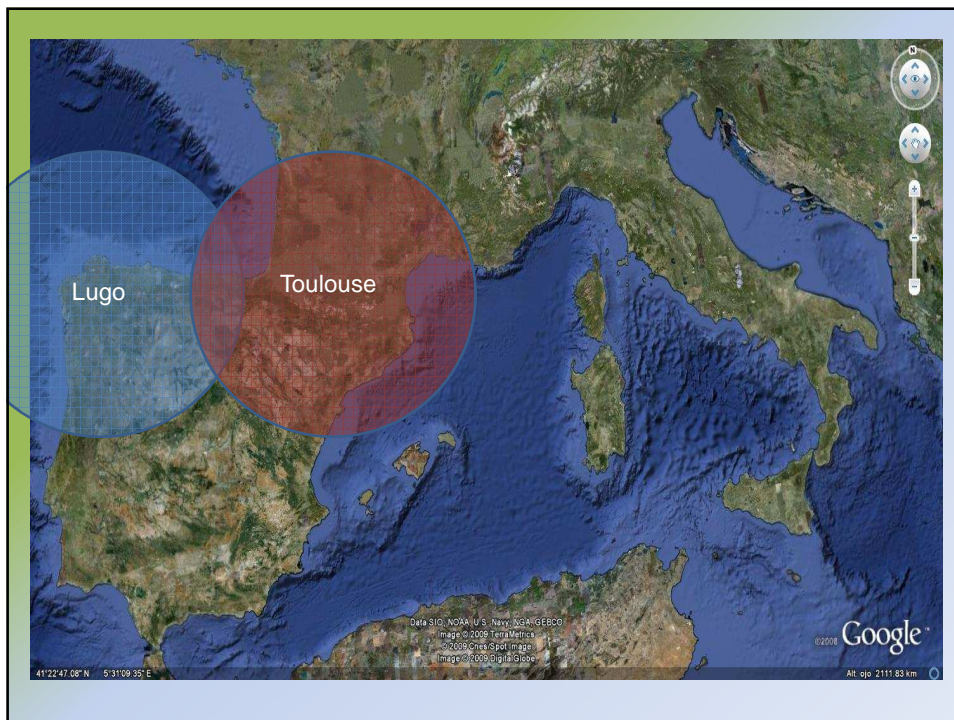 N
Lugo
Toulouse
Data SIO, NOAA, U.S. Navy, NGA, GEBCO
Image © 2009 TerraMetrics
© 2009 Cnes/Spot Image
Image © 2009 DigitalGlobe
©2008 Google™
41°22'47.08" N 5°31'09.35" E
Alt. ojo 2111.83 km